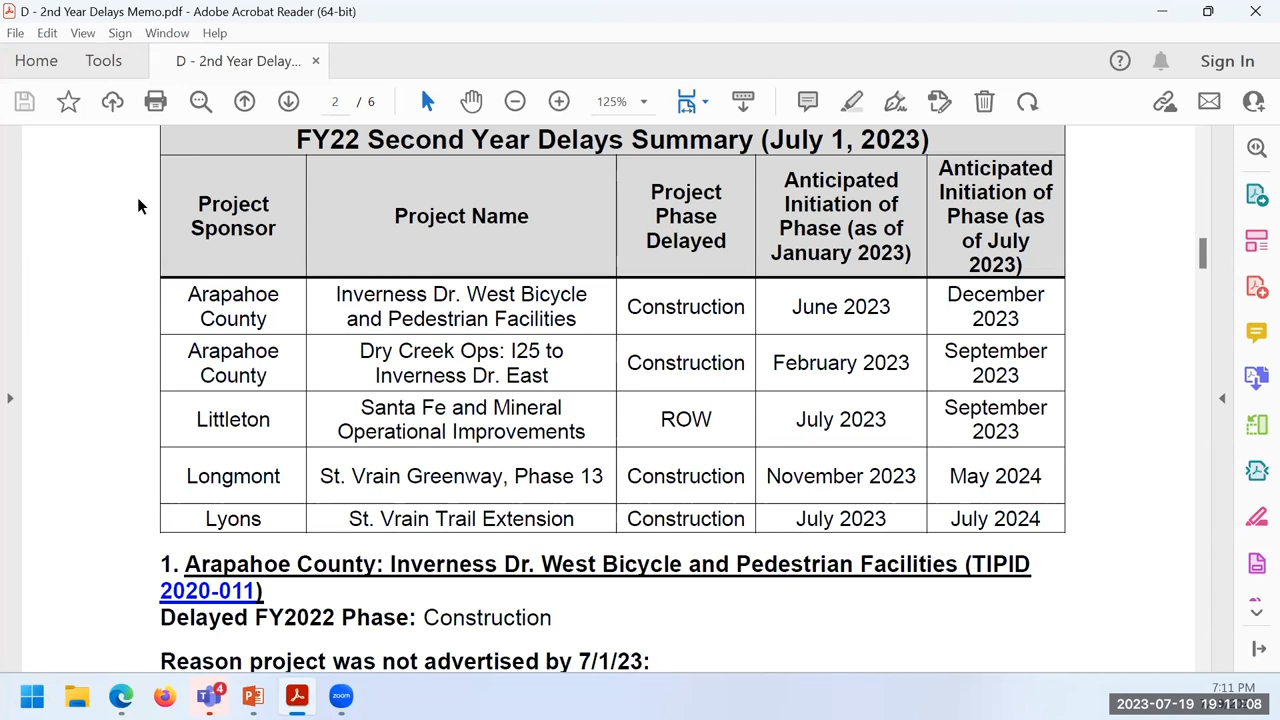 D - 2nd Year Delays Memo.pdf - Adobe Acrobat Reader (64-bit)
File Edit View Sign Window Help
Home Tools D - 2nd Year Delay... × Sign In
2 / 6 125%
FY22 Second Year Delays Summary (July 1, 2023)
Project Sponsor
Project Name
Project Phase Delayed
Anticipated Initiation of Phase (as of January 2023)
Anticipated Initiation of Phase (as of July 2023)
Arapahoe County
Inverness Dr. West Bicycle and Pedestrian Facilities
Construction
June 2023
December 2023
Arapahoe County
Dry Creek Ops: I25 to Inverness Dr. East
Construction
February 2023
September 2023
Littleton
Santa Fe and Mineral Operational Improvements
ROW
July 2023
September 2023
Longmont
St. Vrain Greenway, Phase 13
Construction
November 2023
May 2024
Lyons
St. Vrain Trail Extension
Construction
July 2023
July 2024
1. Arapahoe County: Inverness Dr. West Bicycle and Pedestrian Facilities (TIPID
2020-011)
Delayed FY2022 Phase: Construction
Reason project was not advertised by 7/1/23:
4
zoom
7:11 PM
2023-07-19 19:11:08